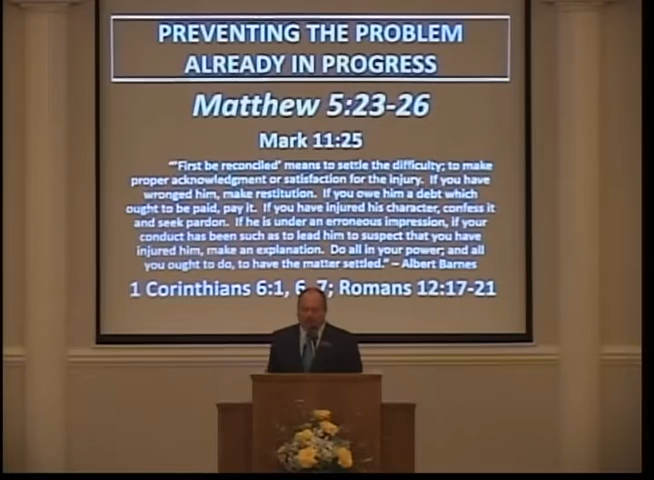 PREVENTING THE PROBLEM
ALREADY IN PROGRESS
Matthew 5:23-26
Mark 11:25
"'First be reconciled' means to settle the difficulty; to make
proper acknowledgment or satisfaction for the injury. If you have
wronged him, make restitution. If you owe him a debt which
ought to be paid, pay it. If you have injured his character, confess it
and seek pardon. If he is under an erroneous impression, if your
conduct has been such as to lead him to suspect that you have
injured him, make an explanation. Do all in your power; and all
you ought to do, to have the matter settled." – Albert Barnes
1 Corinthians 6:1, 6-7; Romans 12:17-21